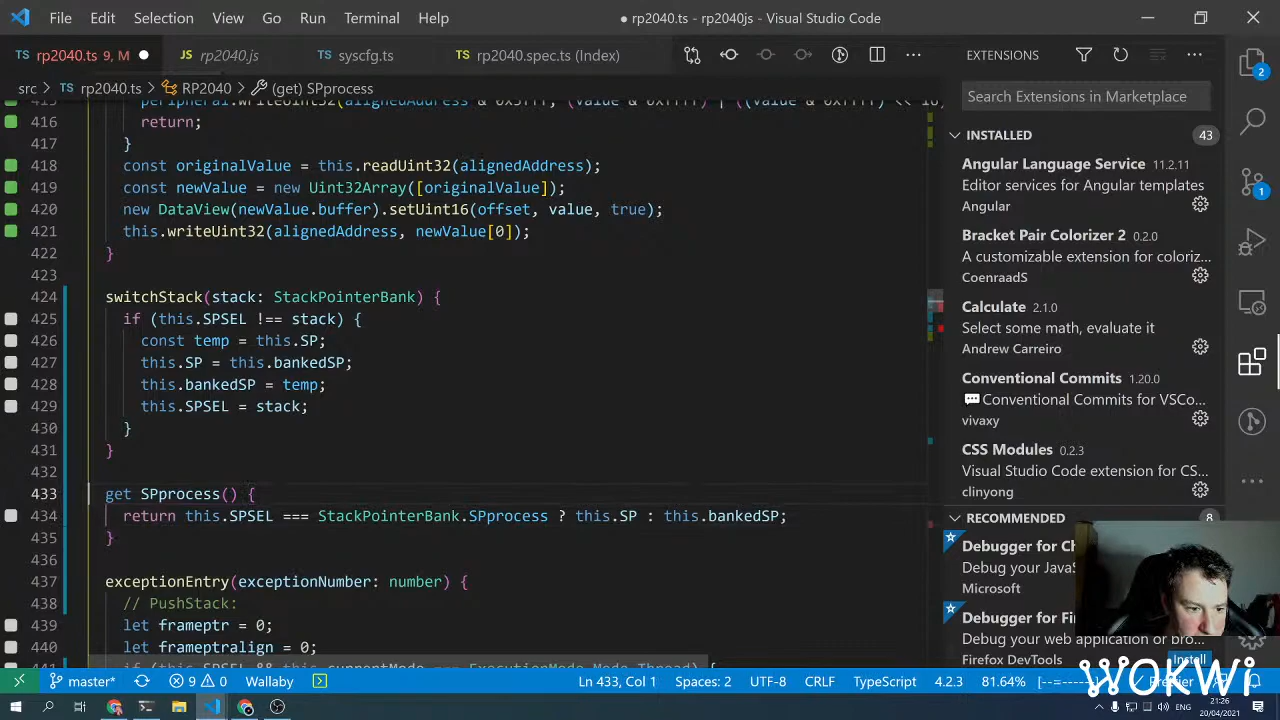 File Edit Selection View Go Run Terminal Help
● rp2040.ts - rp2040js - Visual Studio Code
TS rp2040.ts 9, M ●
JS rp2040.js
TS syscfg.ts
TS rp2040.spec.ts (Index)
src > TS rp2040.ts > RP2040 > (get) SPprocess
EXTENSIONS
Search Extensions in Marketplace
416 return;
417 }
418 const originalValue = this.readUint32(alignedAddress);
419 const newValue = new Uint32Array([originalValue]);
420 new DataView(newValue.buffer).setUint16(offset, value, true);
421 this.writeUint32(alignedAddress, newValue[0]);
422 }
423
424 switchStack(stack: StackPointerBank) {
425 if (this.SPSEL !== stack) {
426 const temp = this.SP;
427 this.SP = this.bankedSP;
428 this.bankedSP = temp;
429 this.SPSEL = stack;
430 }
431 }
432
433 get SPprocess() {
434 return this.SPSEL === StackPointerBank.SPprocess ? this.SP : this.bankedSP;
435 }
436
437 exceptionEntry(exceptionNumber: number) {
438 // PushStack:
439 let frameptr = 0;
440 let frameptralign = 0;
441 if (this.SPSEL && this.currentMode === ExecutionMode.Mode_Thread) {
INSTALLED 43
Angular Language Service 11.2.11
Editor services for Angular templates
Angular
Bracket Pair Colorizer 2 0.2.0
A customizable extension for coloriz...
CoenraadS
Calculate 2.1.0
Select some math, evaluate it
Andrew Carreiro
Conventional Commits 1.20.0
Conventional Commits for VSCo...
vivaxy
CSS Modules 0.2.3
Visual Studio Code extension for CS...
clinyong
RECOMMENDED 8
Debugger for Ch
Debug your JavaS
Microsoft
Debugger for Fi
Debug your web application or bro...
Firefox DevTools
Install
2
1
master* 9 0 Wallaby
Ln 433, Col 1 Spaces: 2 UTF-8 CRLF TypeScript 4.2.3 81.64% [--=-----]
WOKWi
ENG
21:26
20/04/2021